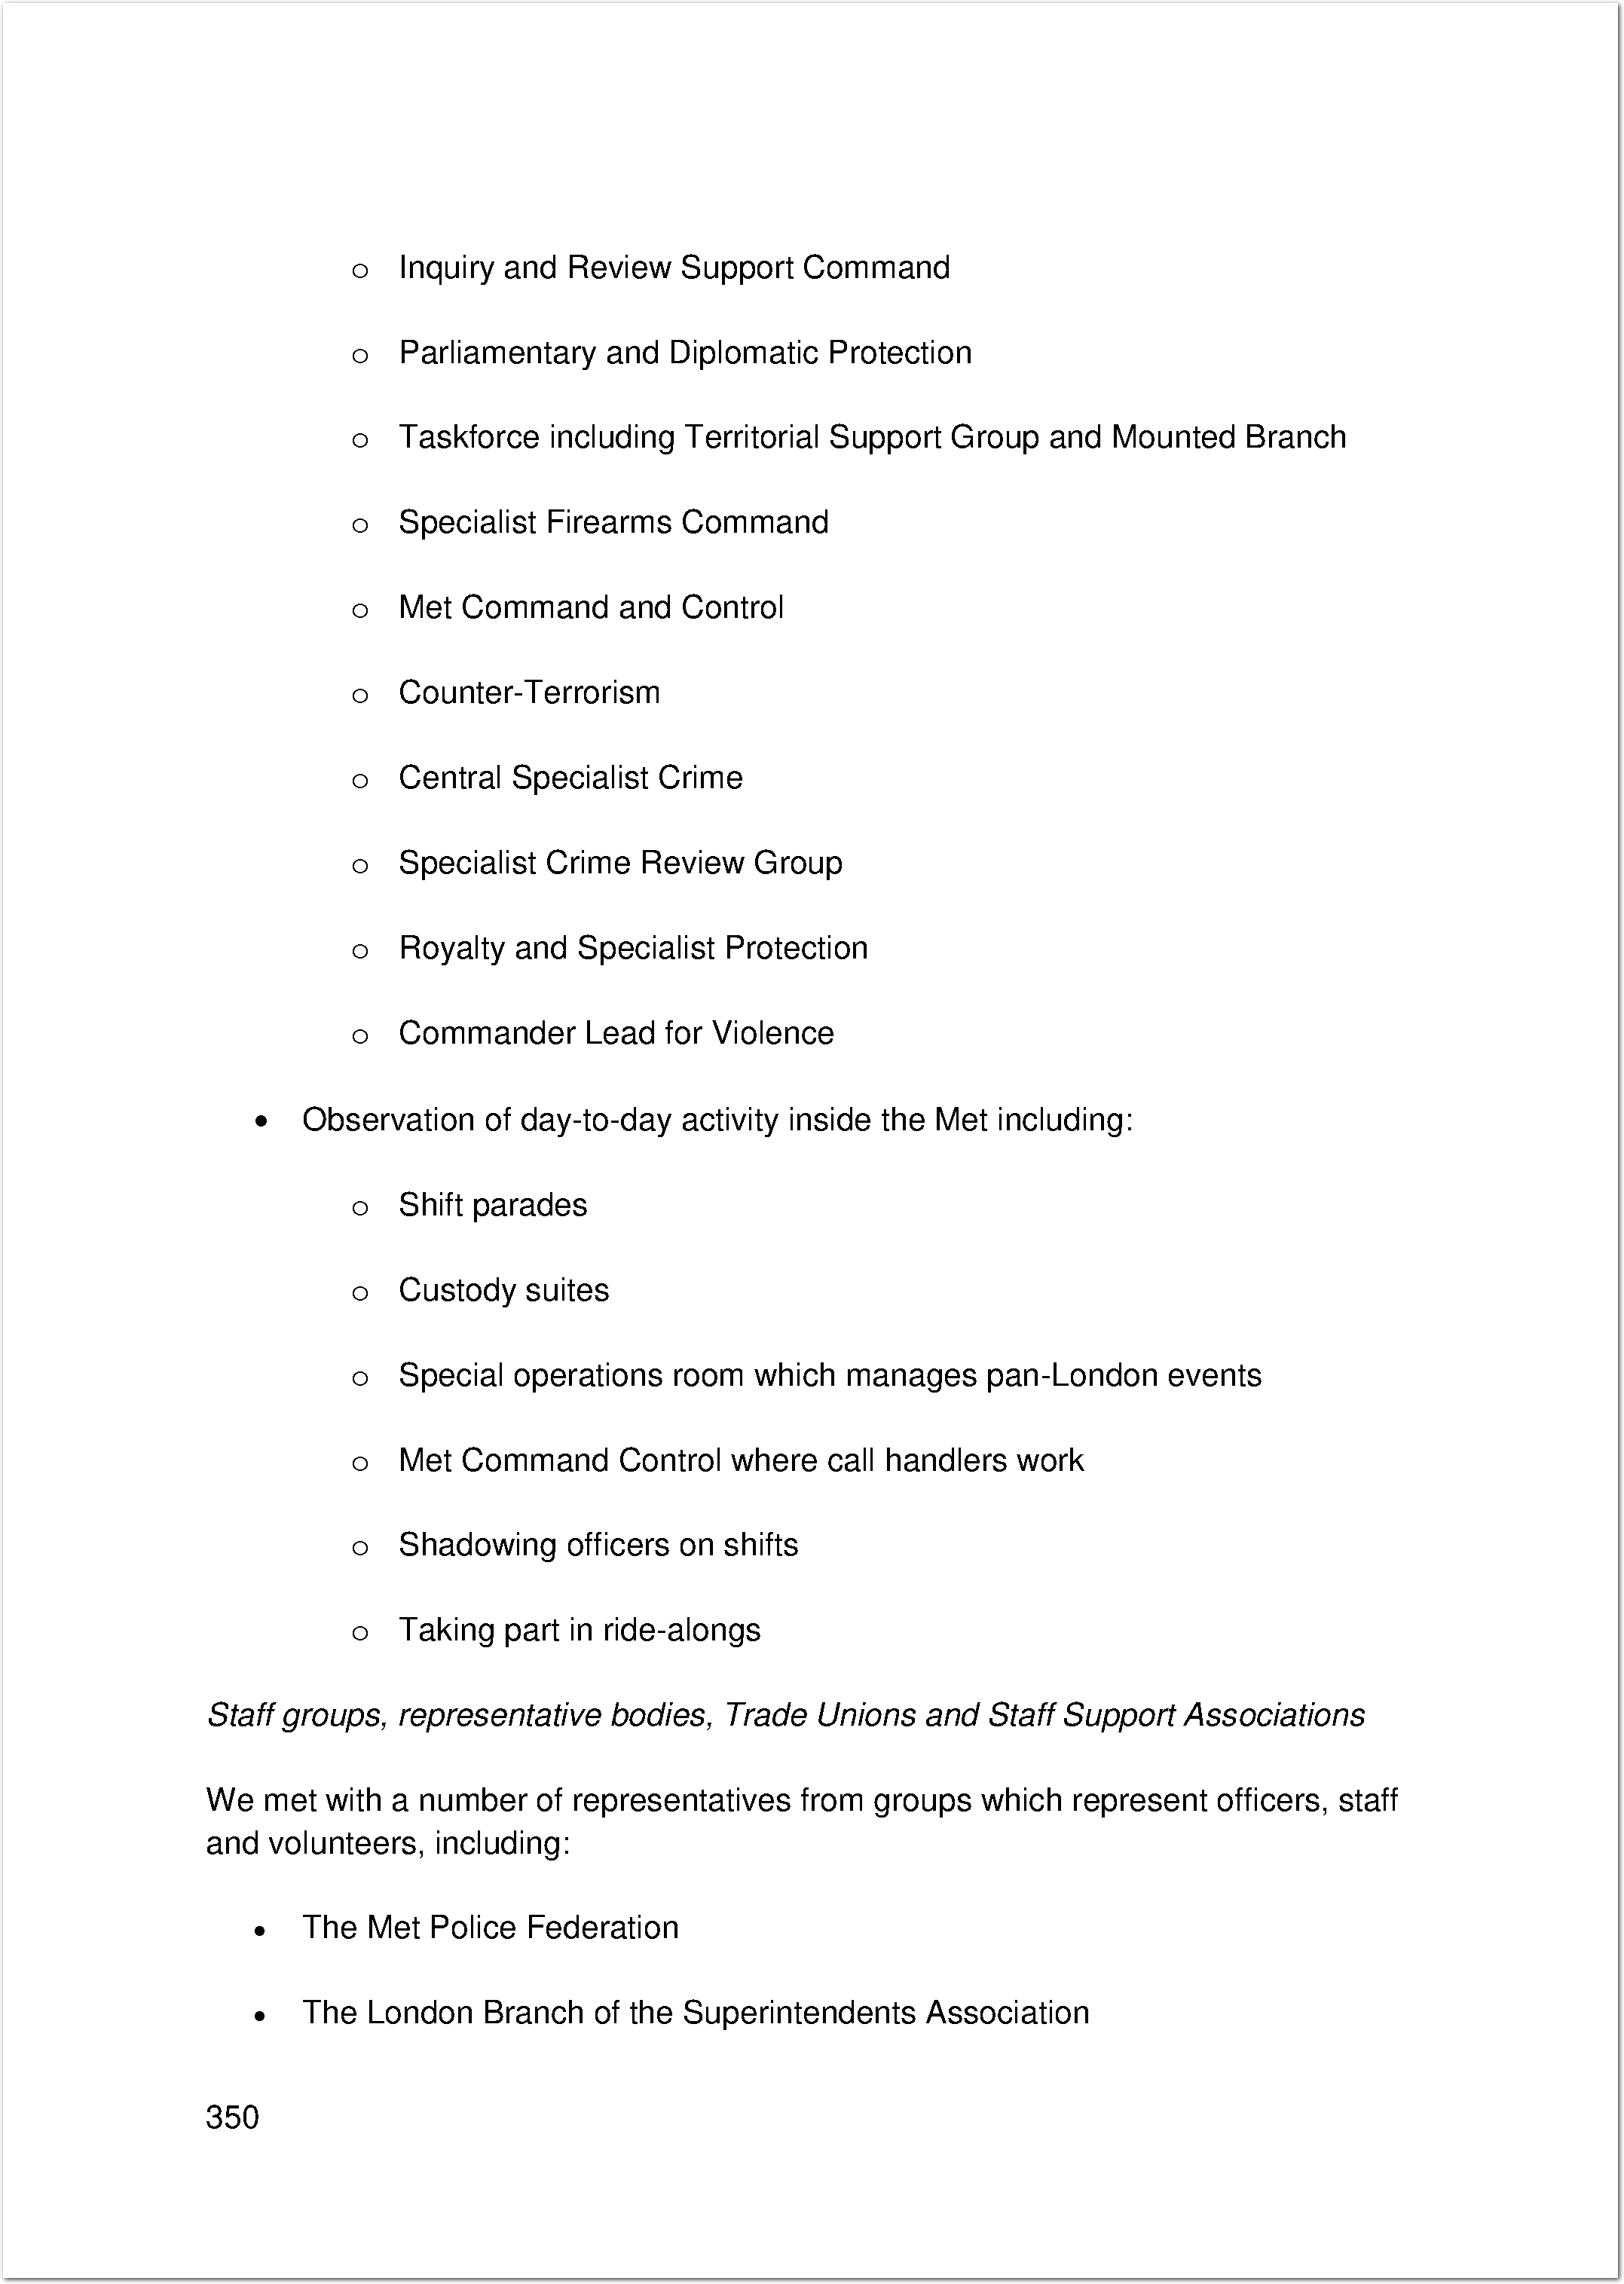 o Inquiry and Review Support Command
o Parliamentary and Diplomatic Protection
o Taskforce including Territorial Support Group and Mounted Branch
o Specialist Firearms Command
o Met Command and Control
o Counter-Terrorism
o Central Specialist Crime
o Specialist Crime Review Group
o Royalty and Specialist Protection
o Commander Lead for Violence
• Observation of day-to-day activity inside the Met including:
o Shift parades
o Custody suites
o Special operations room which manages pan-London events
o Met Command Control where call handlers work
o Shadowing officers on shifts
o Taking part in ride-alongs
Staff groups, representative bodies, Trade Unions and Staff Support Associations
We met with a number of representatives from groups which represent officers, staff
and volunteers, including:
• The Met Police Federation
• The London Branch of the Superintendents Association
350